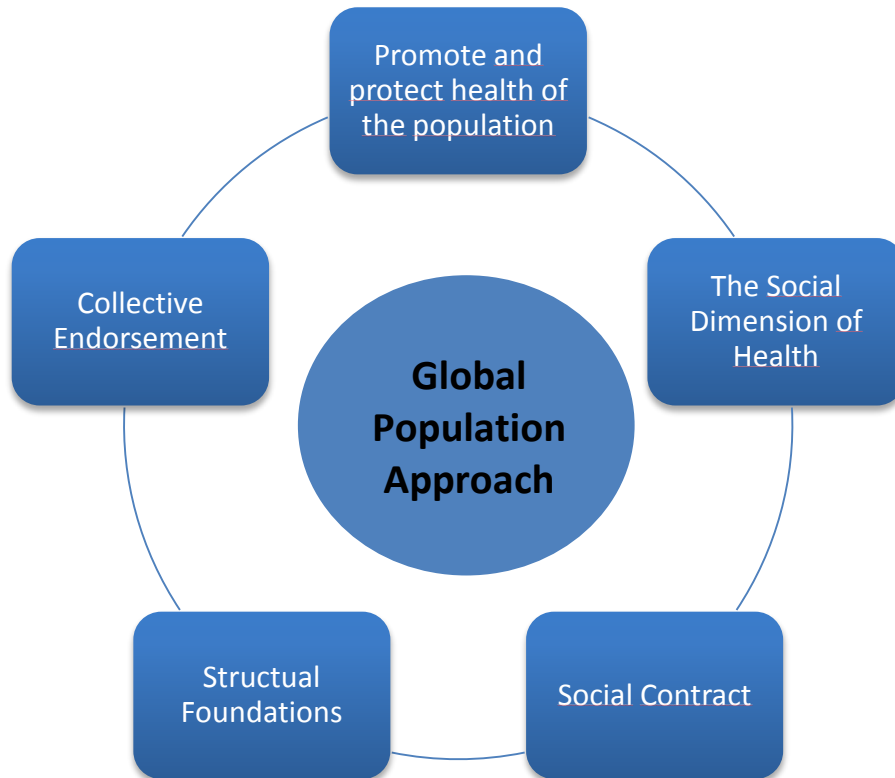 Promote and
protect health of
the population
The Social
Dimension of
Health
Social Contract
Structual
Foundations
Collective
Endorsement
Global
Population
Approach